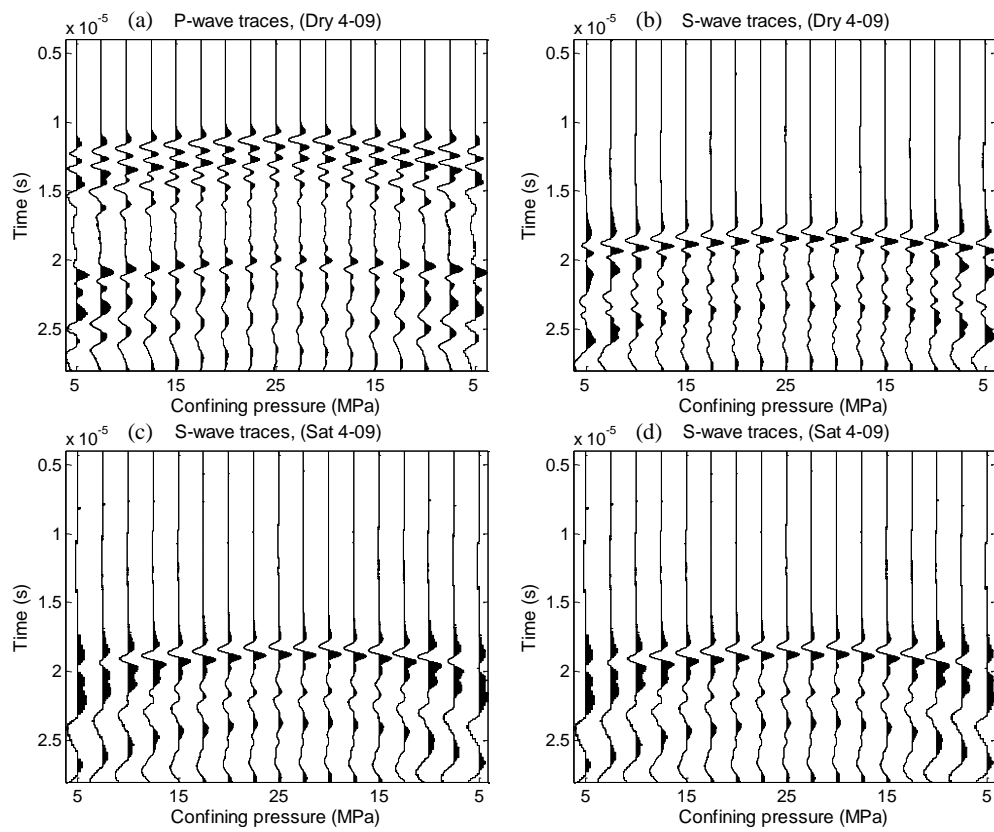 (a) P-wave traces, (Dry 4-09)
x 10^-5
0.5
1
1.5
2
2.5
Time (s)
5 15 25 15 5
Confining pressure (MPa)
(b) S-wave traces, (Dry 4-09)
x 10^-5
0.5
1
1.5
2
2.5
Time (s)
5 15 25 15 5
Confining pressure (MPa)
(c) S-wave traces, (Sat 4-09)
x 10^-5
0.5
1
1.5
2
2.5
Time (s)
5 15 25 15 5
Confining pressure (MPa)
(d) S-wave traces, (Sat 4-09)
x 10^-5
0.5
1
1.5
2
2.5
Time (s)
5 15 25 15 5
Confining pressure (MPa)